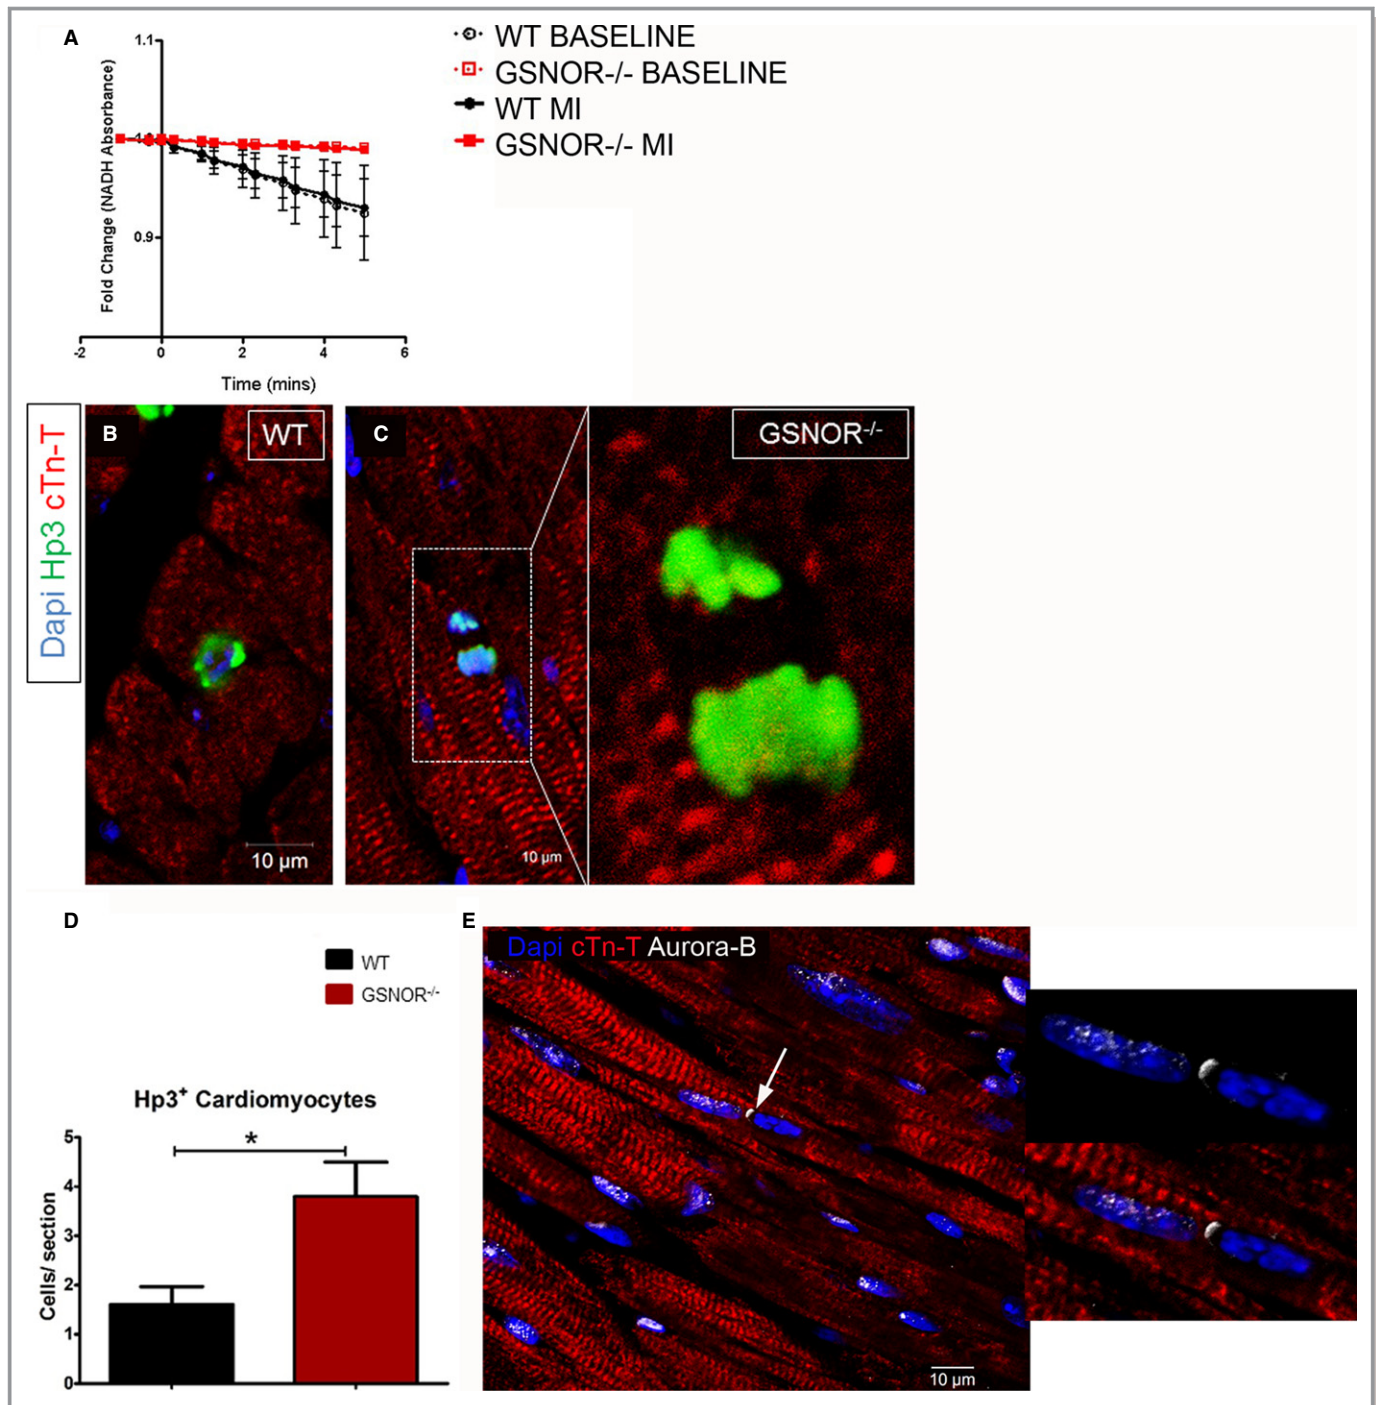 A
1.1
1.0
0.9
Fold Change (NADH Absorbance)
-2 0 2 4 6
Time (mins)
WT BASELINE
GSNOR-/- BASELINE
WT MI
GSNOR-/- MI
Dapi Hp3 cTn-T
B
WT
10 µm
C
10 µm
GSNOR-/-
D
WT
GSNOR-/-
Hp3+ Cardiomyocytes
*
5
4
3
2
1
0
Cells/ section
E
Dapi cTn-T Aurora-B
10 µm